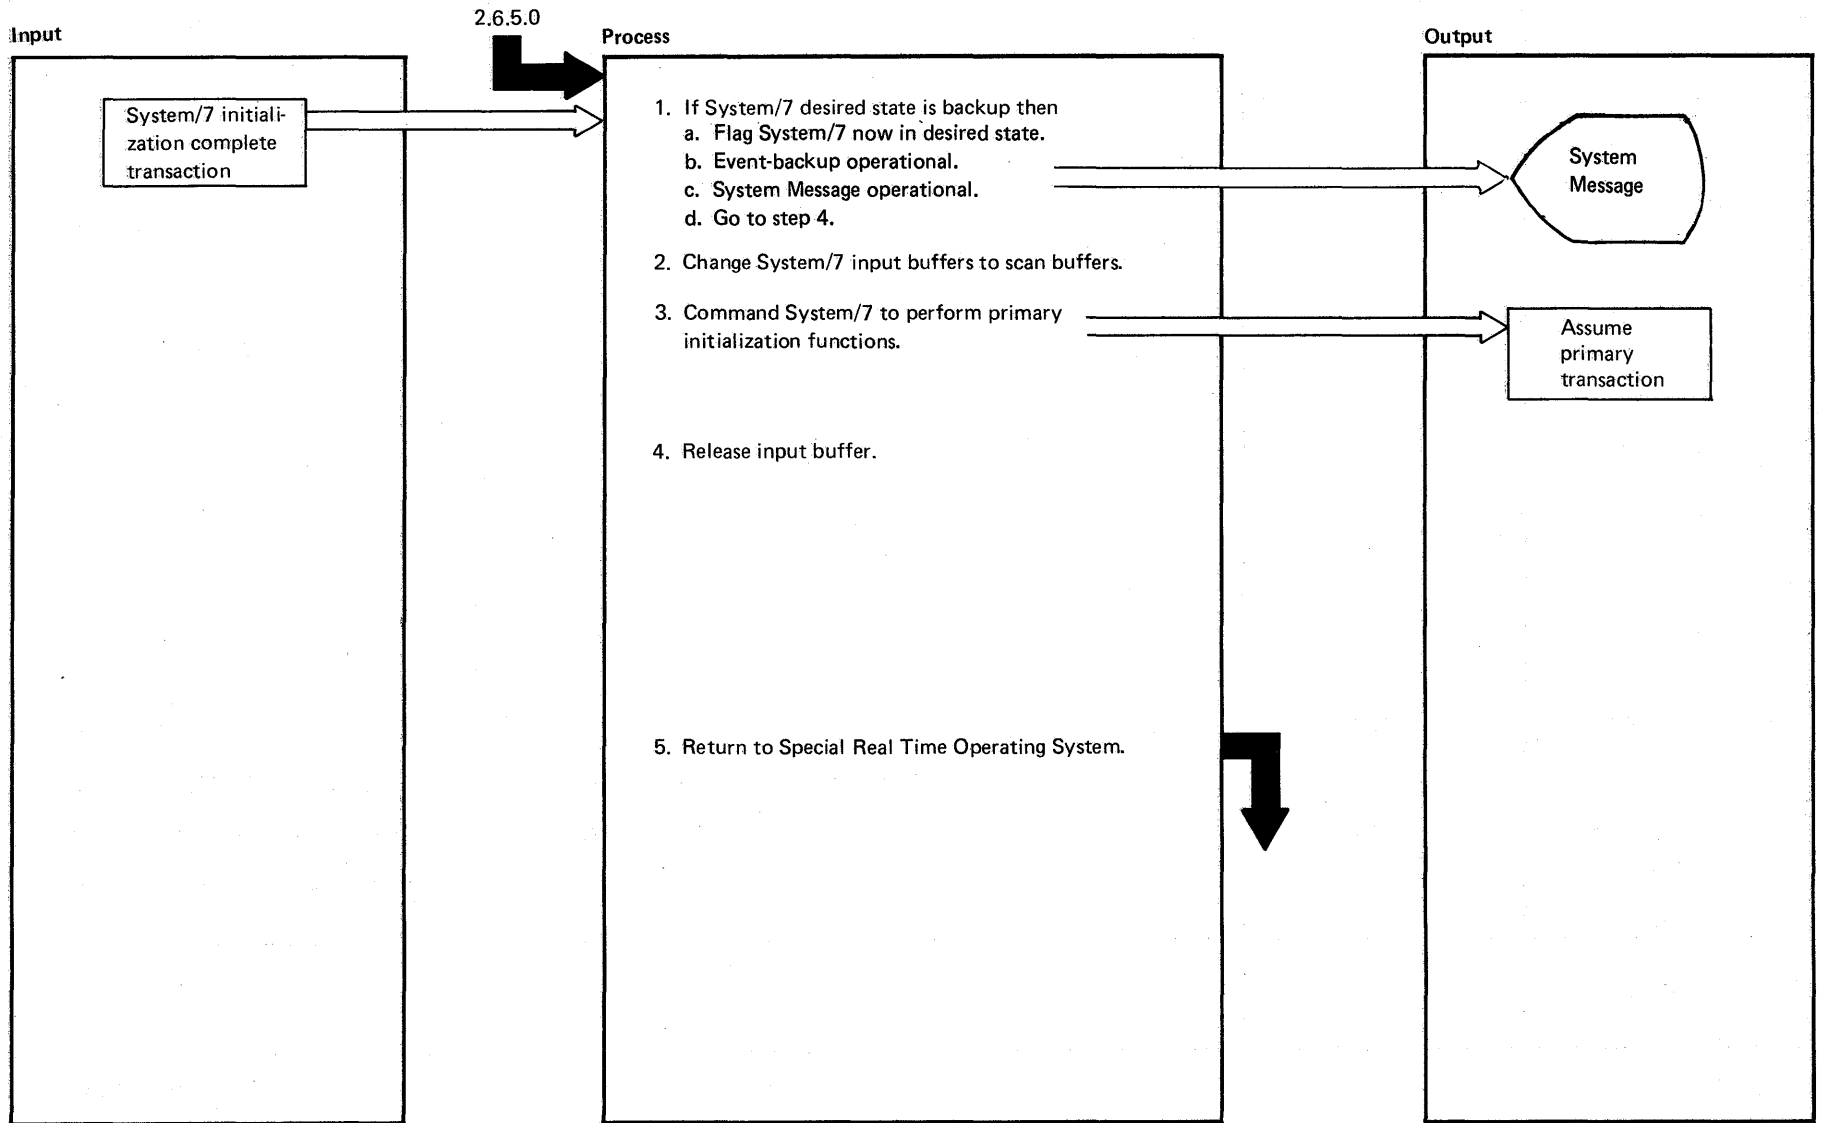 2.6.5.0
Input
Process
Output
System/7 initiali-
zation complete
transaction
1. If System/7 desired state is backup then
a. Flag System/7 now in desired state.
b. Event-backup operational.
c. System Message operational.
d. Go to step 4.
System
Message
2. Change System/7 input buffers to scan buffers.
3. Command System/7 to perform primary
initialization functions.
Assume
primary
transaction
4. Release input buffer.
5. Return to Special Real Time Operating System.